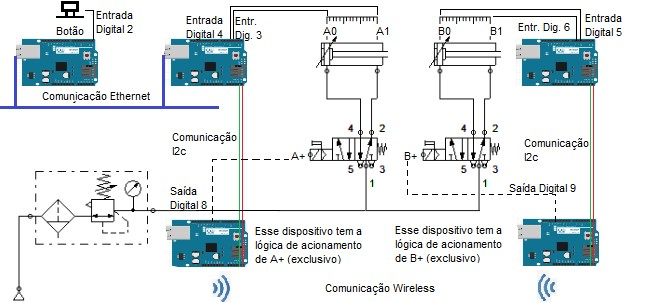 Botão
Entrada
Digital 2
Entrada
Digital 4
Entr.
Dig. 3
A0
A1
B0
B1
Entr. Dig. 6
Entrada
Digital 5
Comunicação Ethernet
Comunicação
I2c
A+
4
2
5
3
1
B+
4
2
5
3
1
Comunicação
I2c
Saída
Digital 8
Saída Digital 9
Esse dispositivo tem a
lógica de acionamento
de A+ (exclusivo)
Esse dispositivo tem a
lógica de acionamento
de B+ (exclusivo)
Comunicação Wireless